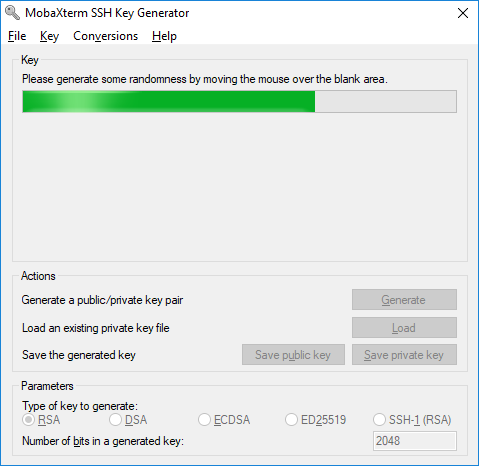 MobaXterm SSH Key Generator
File Key Conversions Help
Key
Please generate some randomness by moving the mouse over the blank area.
Actions
Generate a public/private key pair Generate
Load an existing private key file Load
Save the generated key Save public key Save private key
Parameters
Type of key to generate:
RSA DSA ECDSA ED25519 SSH-1 (RSA)
Number of bits in a generated key: 2048